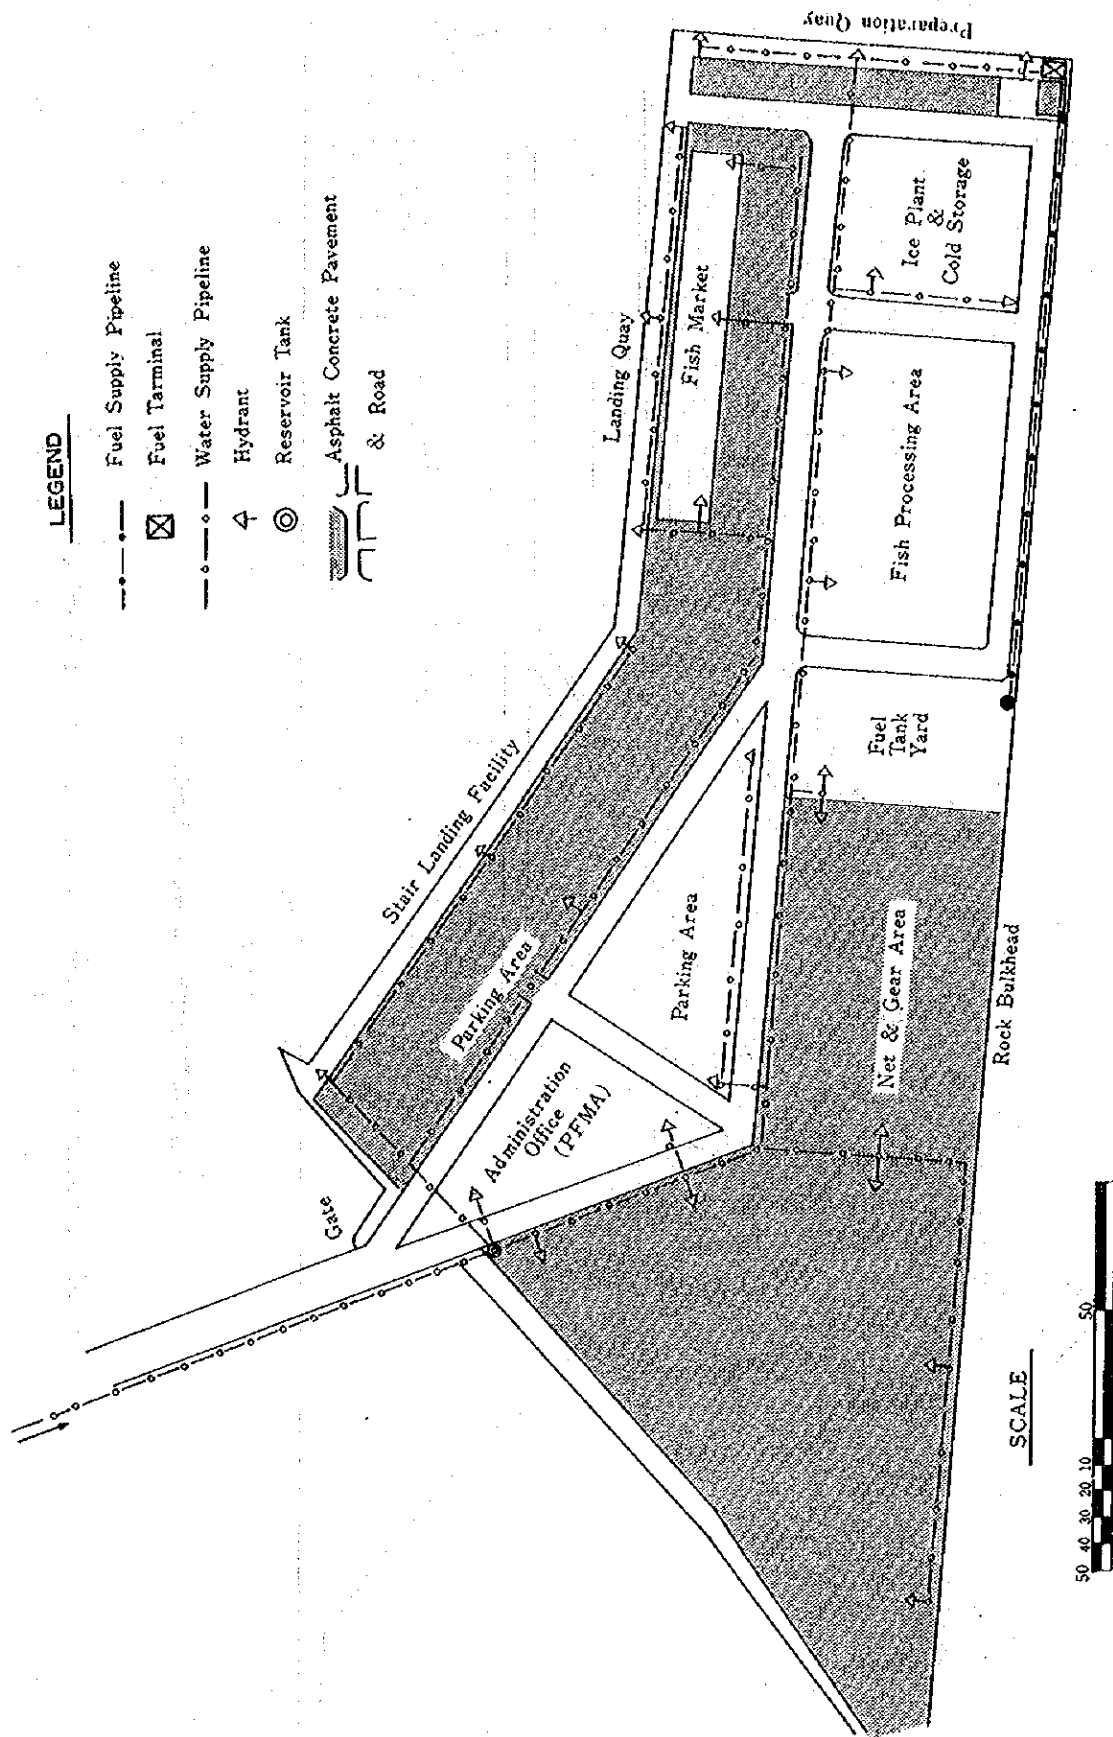 LEGEND
Fuel Supply Pipeline
Fuel Tarminal
Water Supply Pipeline
Hydrant
Reservoir Tank
Asphalt Concrete Pavement
& Road
Preparation Quay
Landing Quay
Stair Landing Facility
Fish Market
Ice Plant
&
Cold Storage
Fish Processing Area
Fuel
Tank
Yard
Parking Area
Parking Area
Net & Gear Area
Rock Bulkhead
Administration
Office
(PFMA)
Gate
SCALE
50 40 30 20 10
50